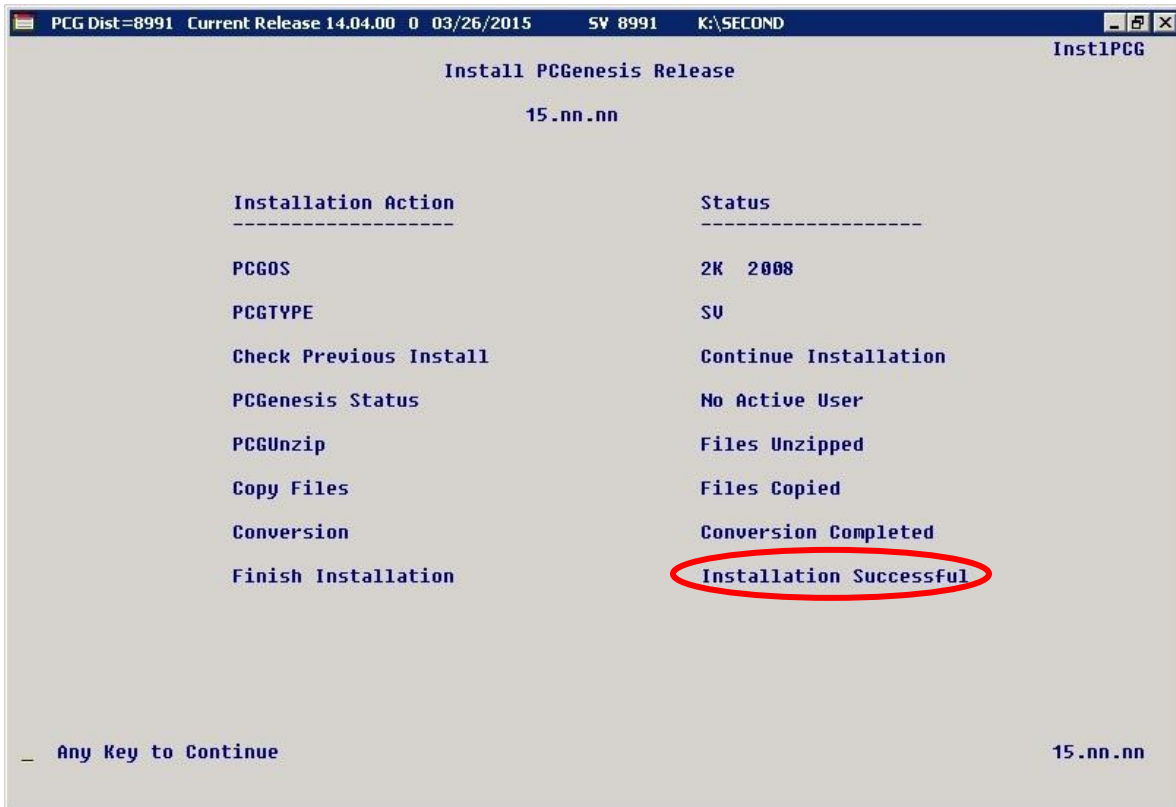 PCG Dist=8991 Current Release 14.04.00 0 03/26/2015 SV 8991 K:\SECOND
InstlPCG
Install PCGenesis Release
15.nn.nn
Installation Action Status
------------------- -------------------
PCGOS 2K 2008
PCGTYPE SV
Check Previous Install Continue Installation
PCGenesis Status No Active User
PCGUnzip Files Unzipped
Copy Files Files Copied
Conversion Conversion Completed
Finish Installation Installation Successful
_ Any Key to Continue 15.nn.nn